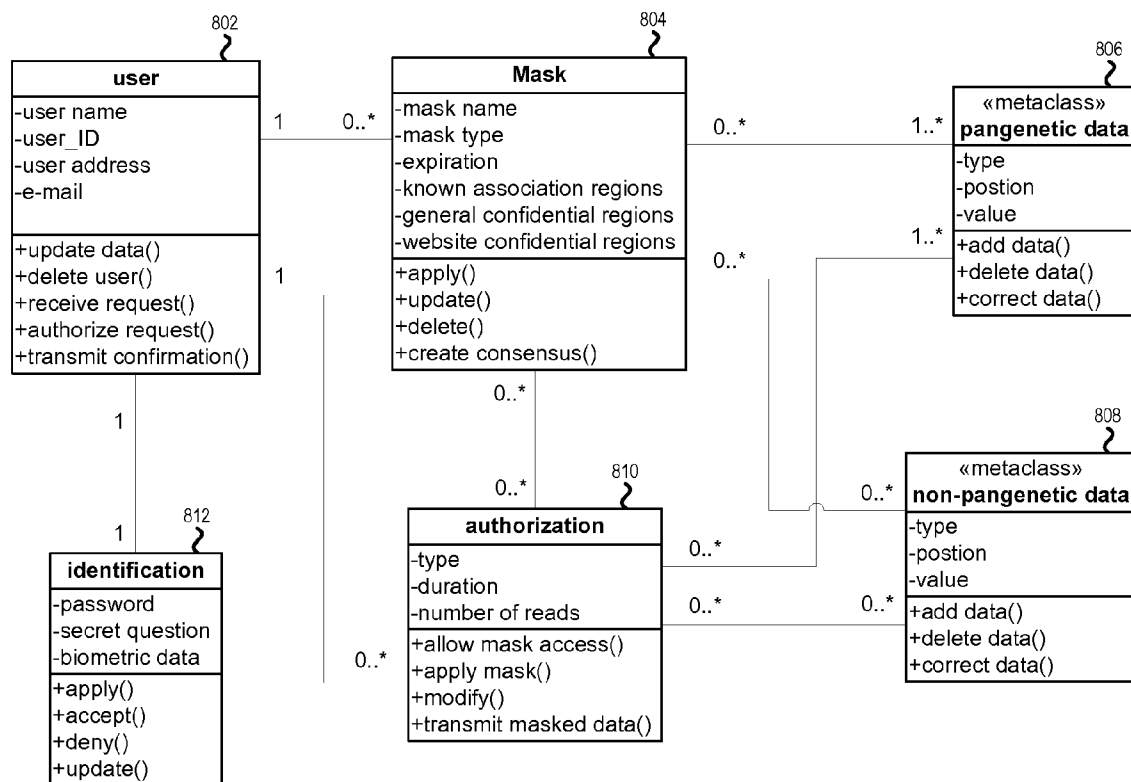 802
user
-user name
-user_ID
-user address
-e-mail
+update data()
+delete user()
+receive request()
+authorize request()
+transmit confirmation()
1
0..*
804
Mask
-mask name
-mask type
-expiration
-known association regions
-general confidential regions
-website confidential regions
+apply()
+update()
+delete()
+create consensus()
0..*
1..*
806
«metaclass»
pangenetic data
-type
-postion
-value
+add data()
+delete data()
+correct data()
1..*
0..*
1
0..*
1
1
0..*
0..*
812
identification
-password
-secret question
-biometric data
+apply()
+accept()
+deny()
+update()
810
authorization
-type
-duration
-number of reads
+allow mask access()
+apply mask()
+modify()
+transmit masked data()
0..*
0..*
0..*
0..*
808
«metaclass»
non-pangenetic data
-type
-postion
-value
+add data()
+delete data()
+correct data()